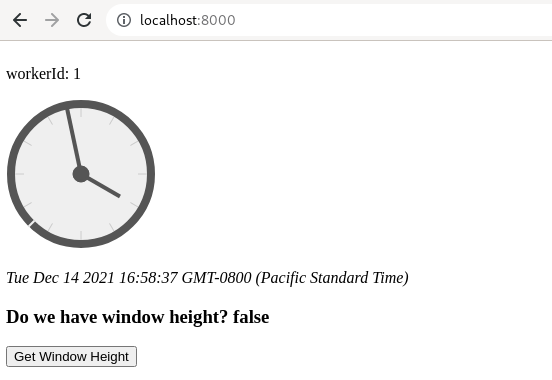 localhost:8000
workerId: 1
Tue Dec 14 2021 16:58:37 GMT-0800 (Pacific Standard Time)
Do we have window height? false
Get Window Height